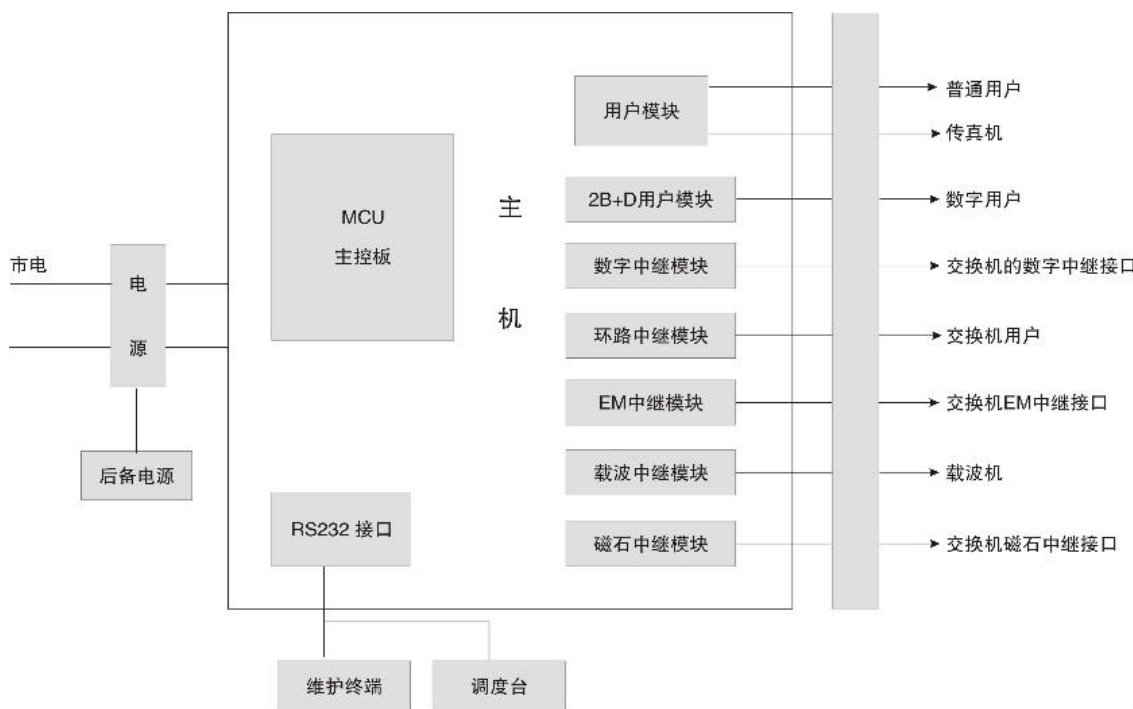 市电
电
源
后备电源
MCU
主控板
主
机
RS232 接口
维护终端
调度台
用户模块
2B+D用户模块
数字中继模块
环路中继模块
EM中继模块
载波中继模块
磁石中继模块
普通用户
传真机
数字用户
交换机的数字中继接口
交换机用户
交换机EM中继接口
载波机
交换机磁石中继接口